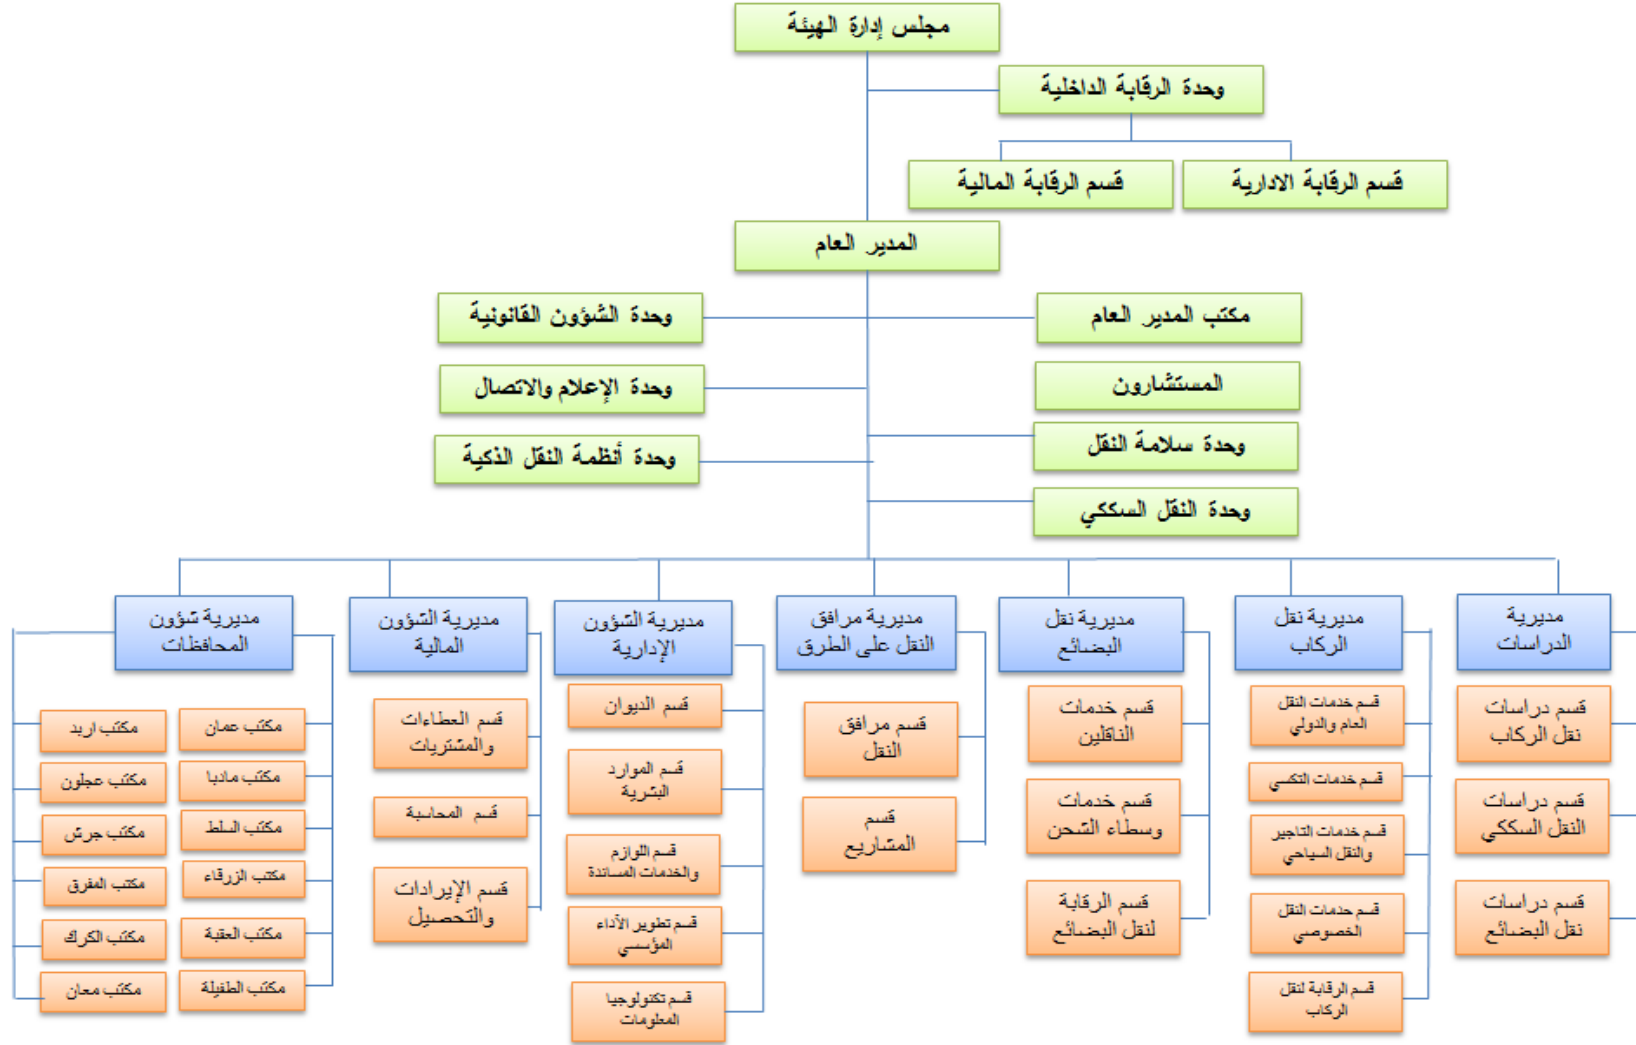 مجلس إدارة الهيئة
وحدة الرقابة الداخلية
قسم الرقابة الادارية
قسم الرقابة المالية
المدير العام
مكتب المدير العام
وحدة الشؤون القانونية
المستشارون
وحدة الإعلام والاتصال
وحدة سلامة النقل
وحدة أنظمة النقل الذكية
وحدة النقل السككي
مديرية
الدراسات
قسم دراسات
نقل الركاب
قسم دراسات
النقل السككي
قسم دراسات
نقل البضائع
مديرية نقل
الركاب
قسم خدمات النقل
العام والدولي
قسم خدمات التكسي
قسم خدمات التاجير
والنقل السياحي
قسم خدمات النقل
الخصوصي
قسم الرقابة لنقل
الركاب
مديرية نقل
البضائع
قسم خدمات
الناقلين
قسم خدمات
وسطاء الشحن
قسم الرقابة
لنقل البضائع
مديرية مرافق
النقل على الطرق
قسم مرافق
النقل
قسم
المشاريع
مديرية الشؤون
الإدارية
قسم الديوان
قسم الموارد
البشرية
قسم اللوازم
والخدمات المساندة
قسم تطوير الآداء
المؤسسي
قسم تكنولوجيا
المعلومات
مديرية الشؤون
المالية
قسم العطاءات
والمشتريات
قسم المحاسبة
قسم الإيرادات
والتحصيل
مديرية شؤون
المحافظات
مكتب عمان
مكتب مادبا
مكتب السلط
مكتب الزرقاء
مكتب العقبة
مكتب الطفيلة
مكتب اربد
مكتب عجلون
مكتب جرش
مكتب المفرق
مكتب الكرك
مكتب معان